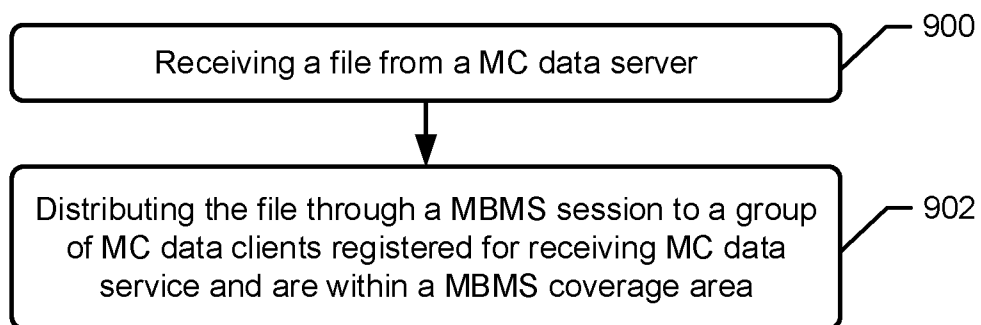 900
Receiving a file from a MC data server
902
Distributing the file through a MBMS session to a group
of MC data clients registered for receiving MC data
service and are within a MBMS coverage area